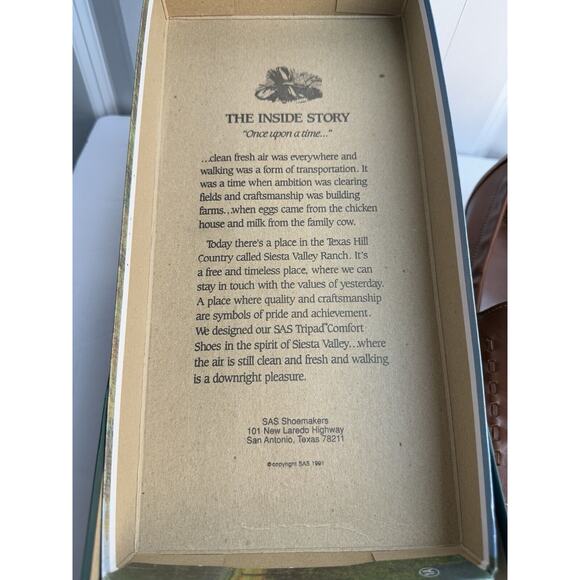 THE INSIDE STORY
"Once upon a time..."
...clean fresh air was everywhere and
walking was a form of transportation. It
was a time when ambition was clearing
fields and craftsmanship was building
farms...when eggs came from the chicken
house and milk from the family cow.
Today there's a place in the Texas Hill
Country called Siesta Valley Ranch. It's
a free and timeless place, where we can
stay in touch with the values of yesterday.
A place where quality and craftsmanship
are symbols of pride and achievement.
We designed our SAS Tripad™Comfort
Shoes in the spirit of Siesta Valley...where
the air is still clean and fresh and walking
is a downright pleasure.
SAS Shoemakers
101 New Laredo Highway
San Antonio, Texas 78211
© copyright SAS 1991